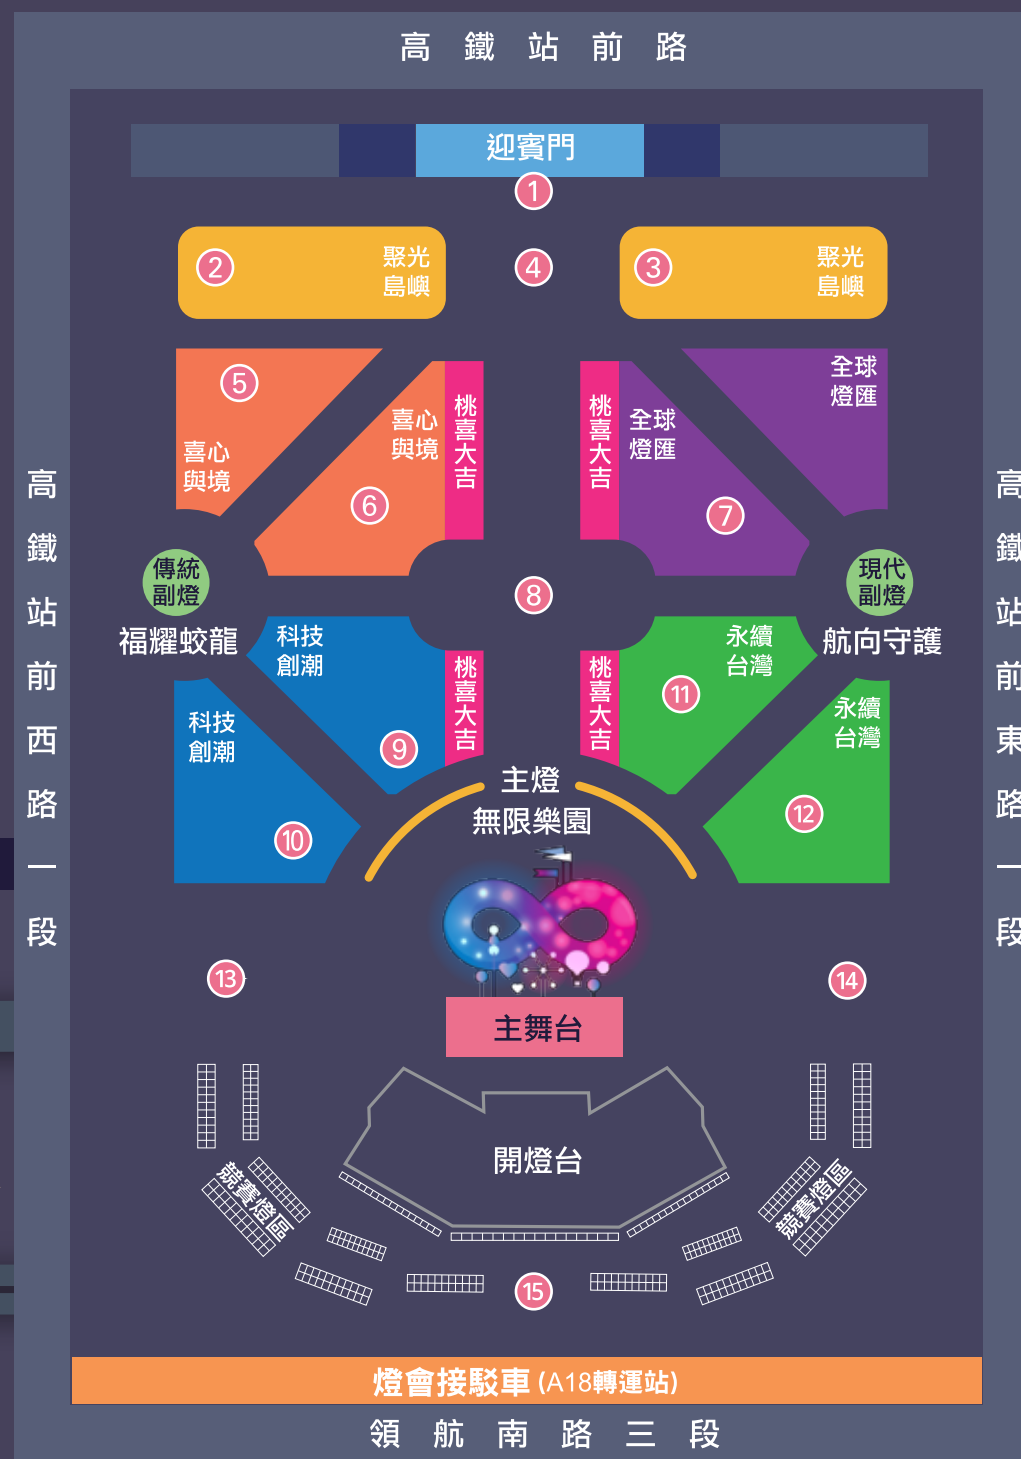 高鐵站前路
迎賓門
1
2
聚光
島嶼
4
3
聚光
島嶼
5
喜心
與境
喜心
與境
6
桃喜大吉
桃喜大吉
全球
燈匯
7
全球
燈匯
高鐵站前西路一段
高鐵站前東路一段
傳統
副燈
福耀蛟龍
8
現代
副燈
航向守護
科技
創潮
9
科技
創潮
10
桃喜大吉
桃喜大吉
永續
台灣
11
永續
台灣
12
主燈
無限樂園
13
14
主舞台
開燈台
競賽燈區
競賽燈區
15
燈會接駁車(A18轉運站)
領航南路三段